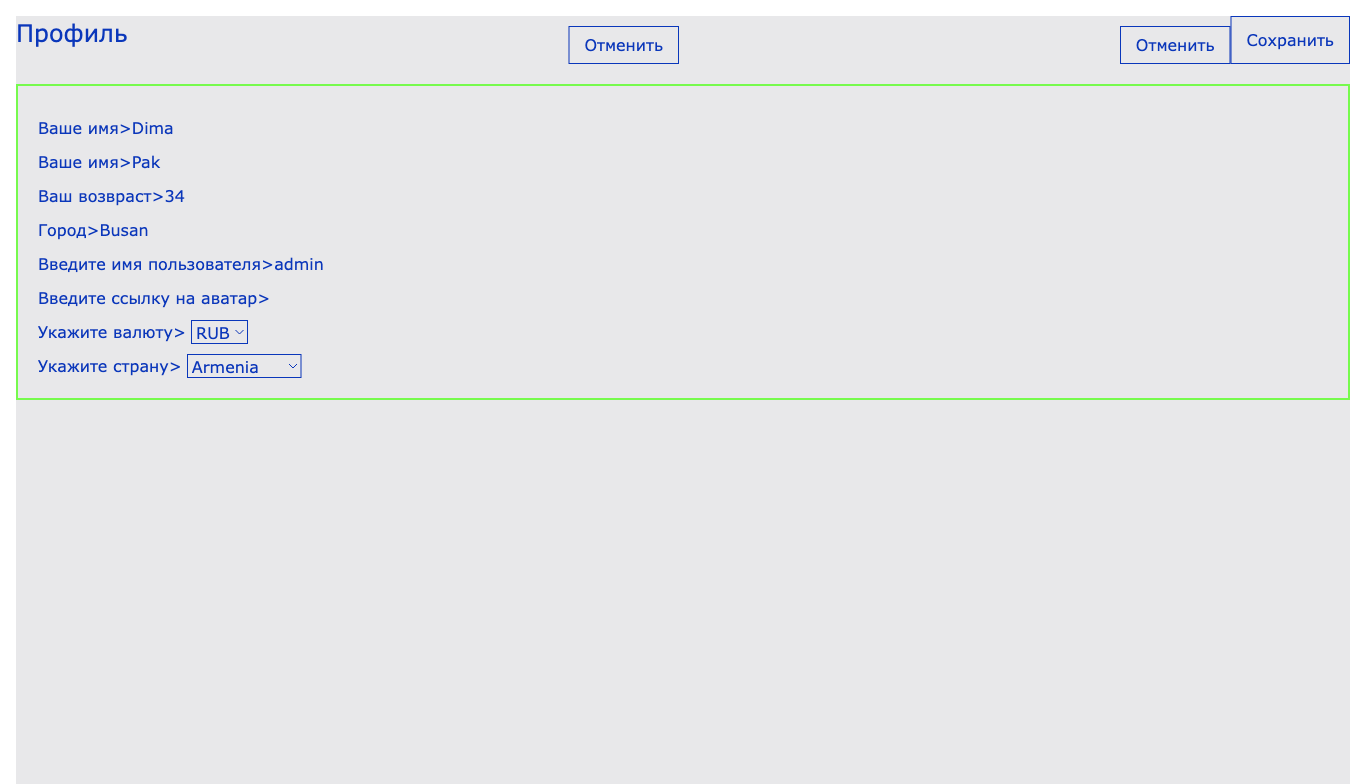 Профиль
Отменить
Отменить
Сохранить
Ваше имя>Dima
Ваше имя>Pak
Ваш возвраст>34
Город>Busan
Введите имя пользователя>admin
Введите ссылку на аватар>
Укажите валюту> RUB
Укажите страну> Armenia